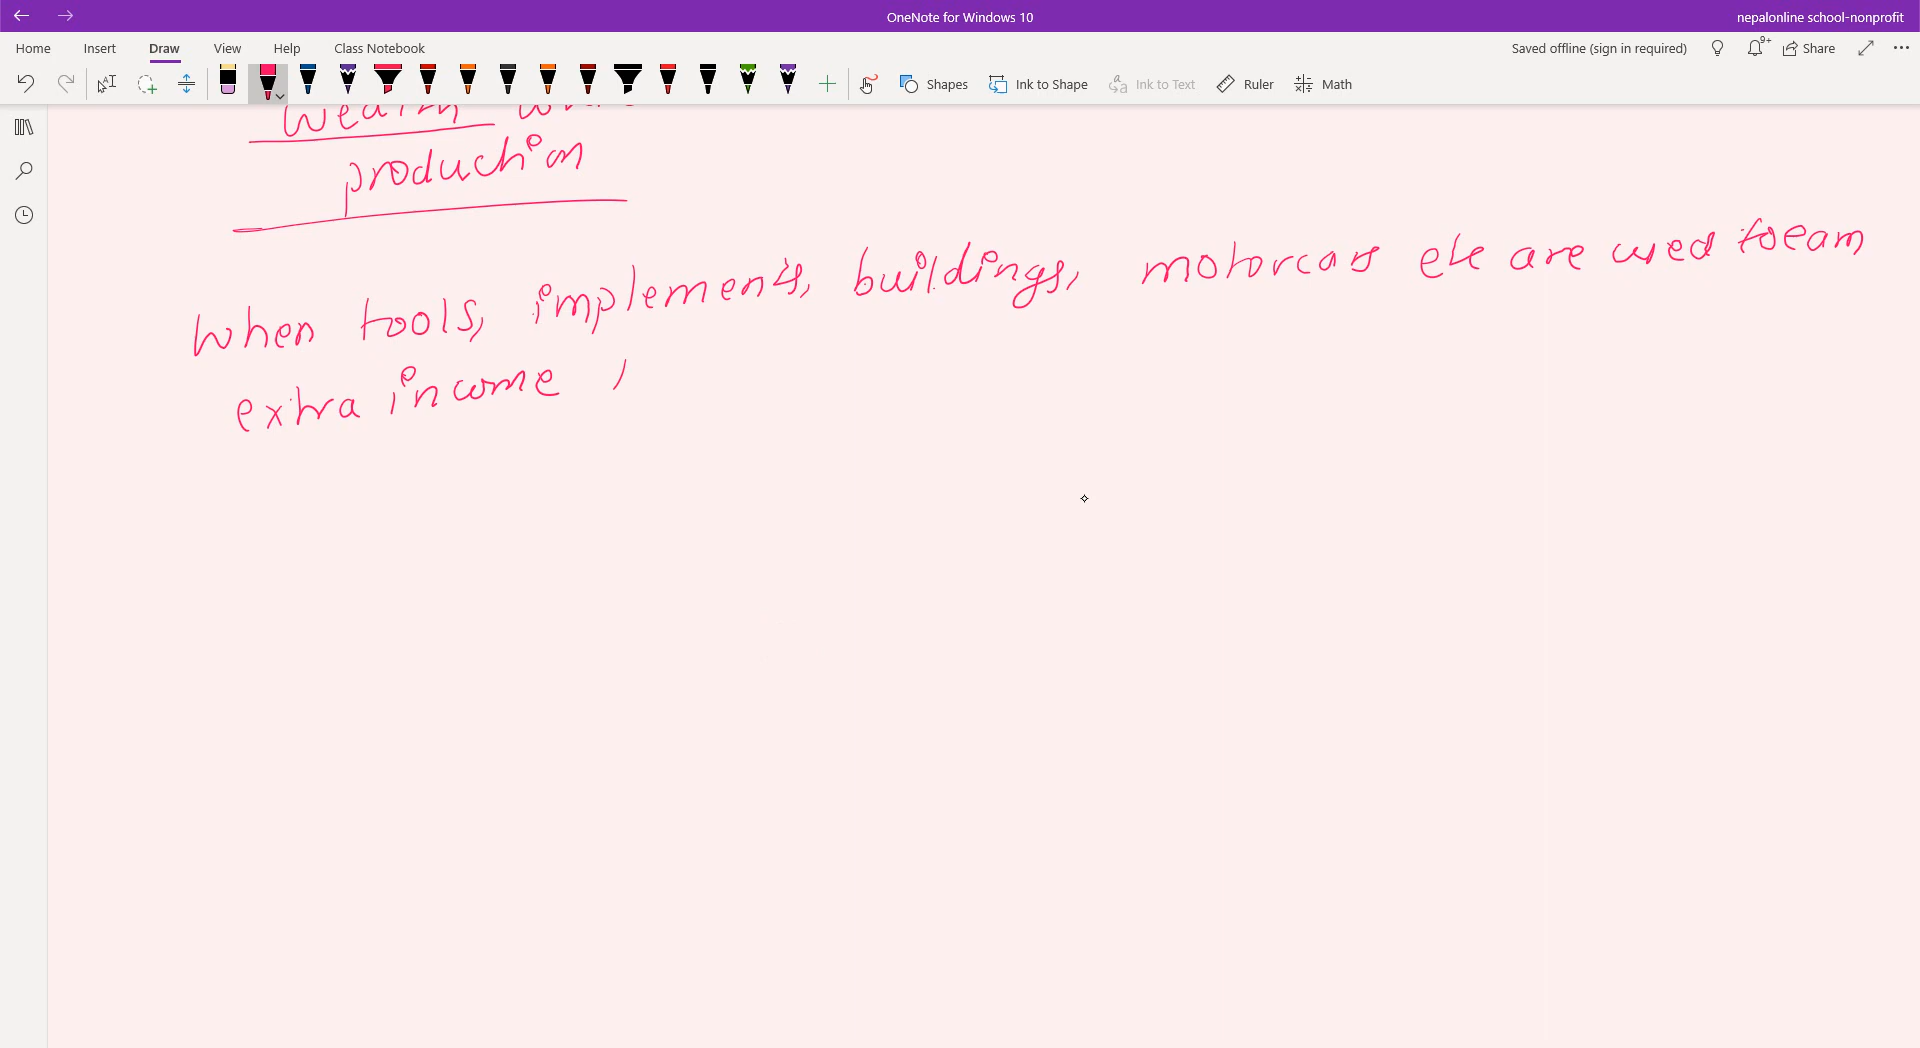 OneNote for Windows 10
nepalonline school-nonprofit
Home Insert Draw View Help Class Notebook
Saved offline (sign in required) 9+ Share
Shapes Ink to Shape Ink to Text Ruler Math
Wealth
production
When tools, implements, buildings, motorcars etc are used to earn
extra income ,